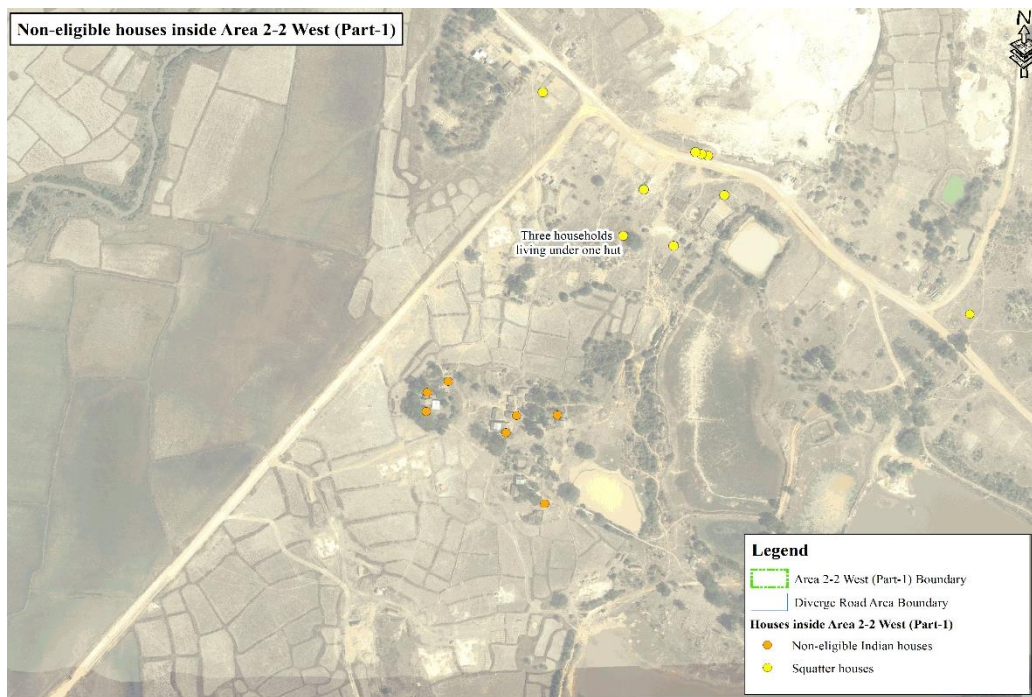 Non-eligible houses inside Area 2-2 West (Part-1)
N
Three households
living under one hut
Legend
Area 2-2 West (Part-1) Boundary
Diverge Road Area Boundary
Houses inside Area 2-2 West (Part-1)
Non-eligible Indian houses
Squatter houses